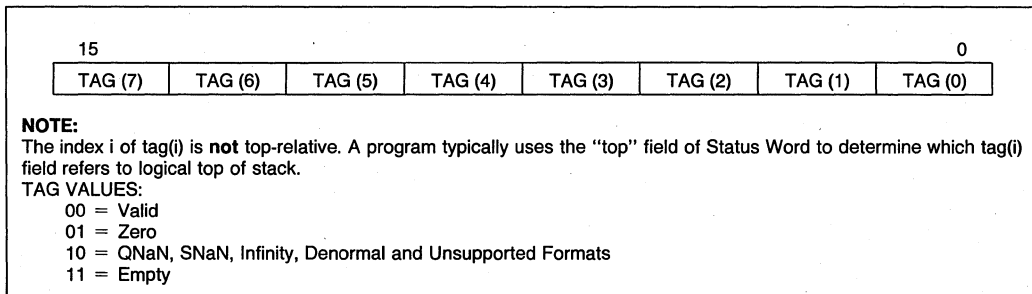 15 0
TAG (7) TAG (6) TAG (5) TAG (4) TAG (3) TAG (2) TAG (1) TAG (0)
NOTE:
The index i of tag(i) is not top-relative. A program typically uses the "top" field of Status Word to determine which tag(i)
field refers to logical top of stack.
TAG VALUES:
00 = Valid
01 = Zero
10 = QNaN, SNaN, Infinity, Denormal and Unsupported Formats
11 = Empty